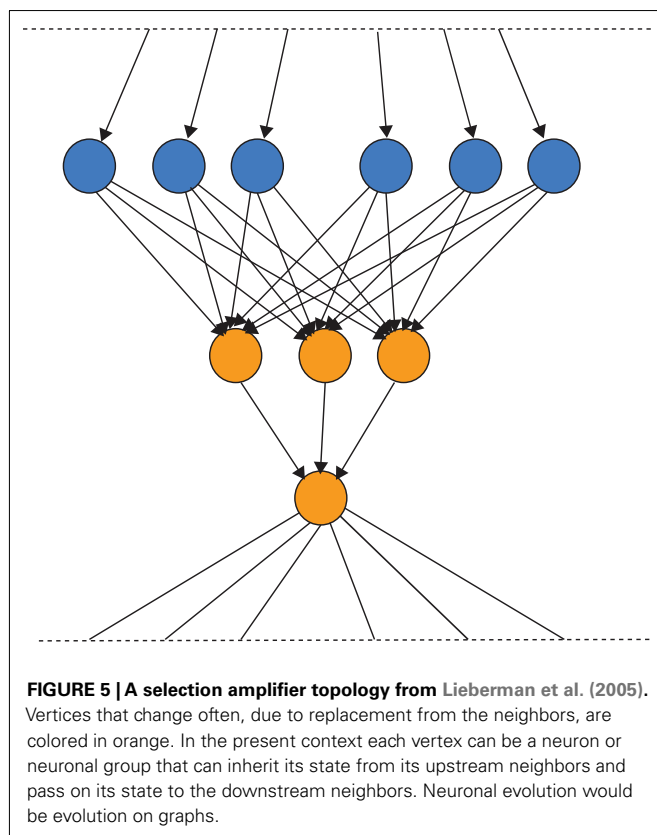 FIGURE 5 | A selection amplifier topology from Lieberman et al. (2005).
Vertices that change often, due to replacement from the neighbors, are
colored in orange. In the present context each vertex can be a neuron or
neuronal group that can inherit its state from its upstream neighbors and
pass on its state to the downstream neighbors. Neuronal evolution would
be evolution on graphs.